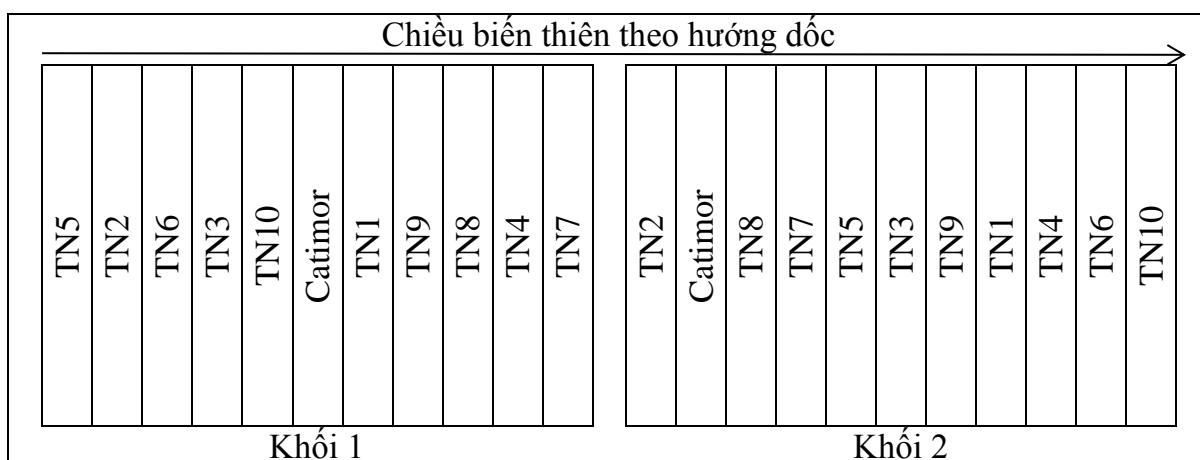 Chiều biến thiên theo hướng dốc
TN5
TN2
TN6
TN3
TN10
Catimor
TN1
TN9
TN8
TN4
TN7
TN2
Catimor
TN8
TN7
TN5
TN3
TN9
TN1
TN4
TN6
TN10
Khối 1
Khối 2